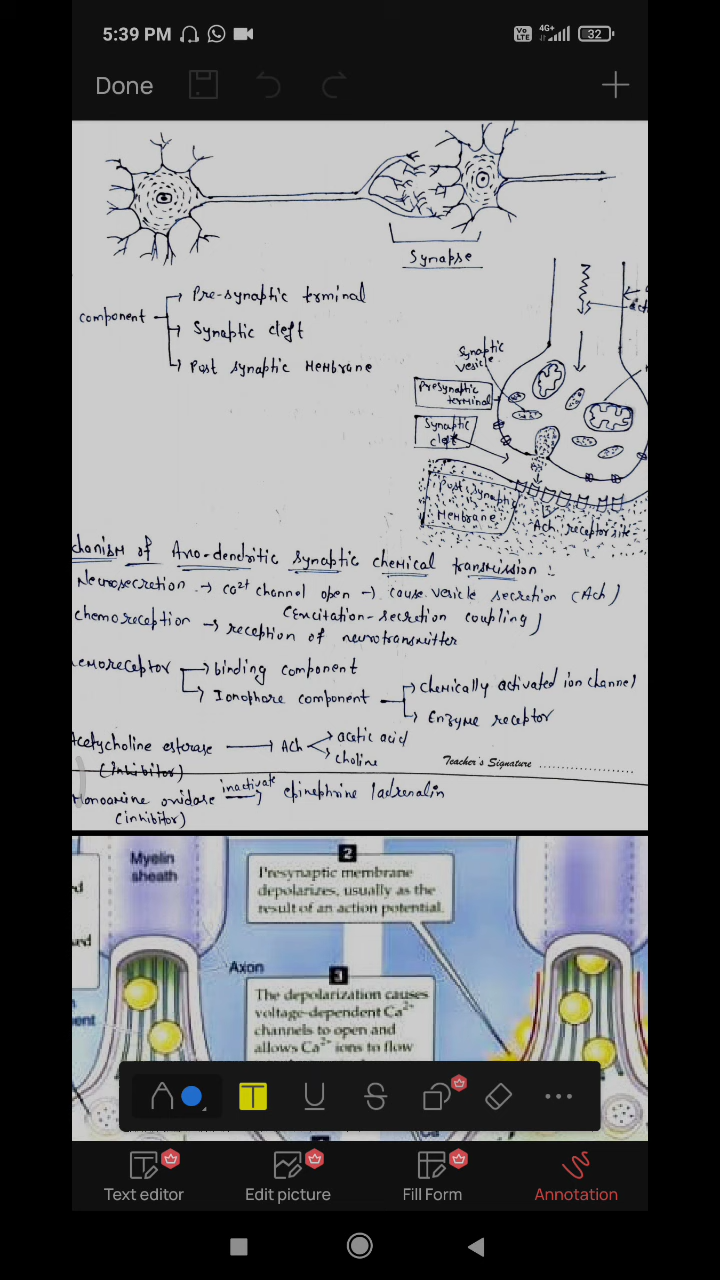 5:39 PM
Vo LTE 4G+ 32
Done
Synapse
component
Pre-synaptic terminal
Synaptic cleft
Post synaptic Membrane
Synaptic vesicle
Presynaptic terminal
Synaptic cleft
Post synaptic Membrane
Ach receptor site
chanism of Axo-dendritic synaptic chemical transmission :
Neurosecretion → Ca2+ channel open → cause vesicle secretion (Ach)
(Excitation-secretion coupling)
chemoreception → reception of neurotransmitter
emoreceptor → binding component
→ Ionophore component → chemically activated ion channel
→ Enzyme receptor
Acetycholine esterase → Ach acetic acid
choline
(Inhibitor)
Teacher's Signature ........................
Monoamine oxidase inactivate → epinephrine /adrenalin
(inhibitor)
Myelin sheath
2
Presynaptic membrane
depolarizes, usually as the
result of an action potential.
Axon
3
The depolarization causes
voltage-dependent Ca2+
channels to open and
allows Ca2+ ions to flow
Text editor
Edit picture
Fill Form
Annotation